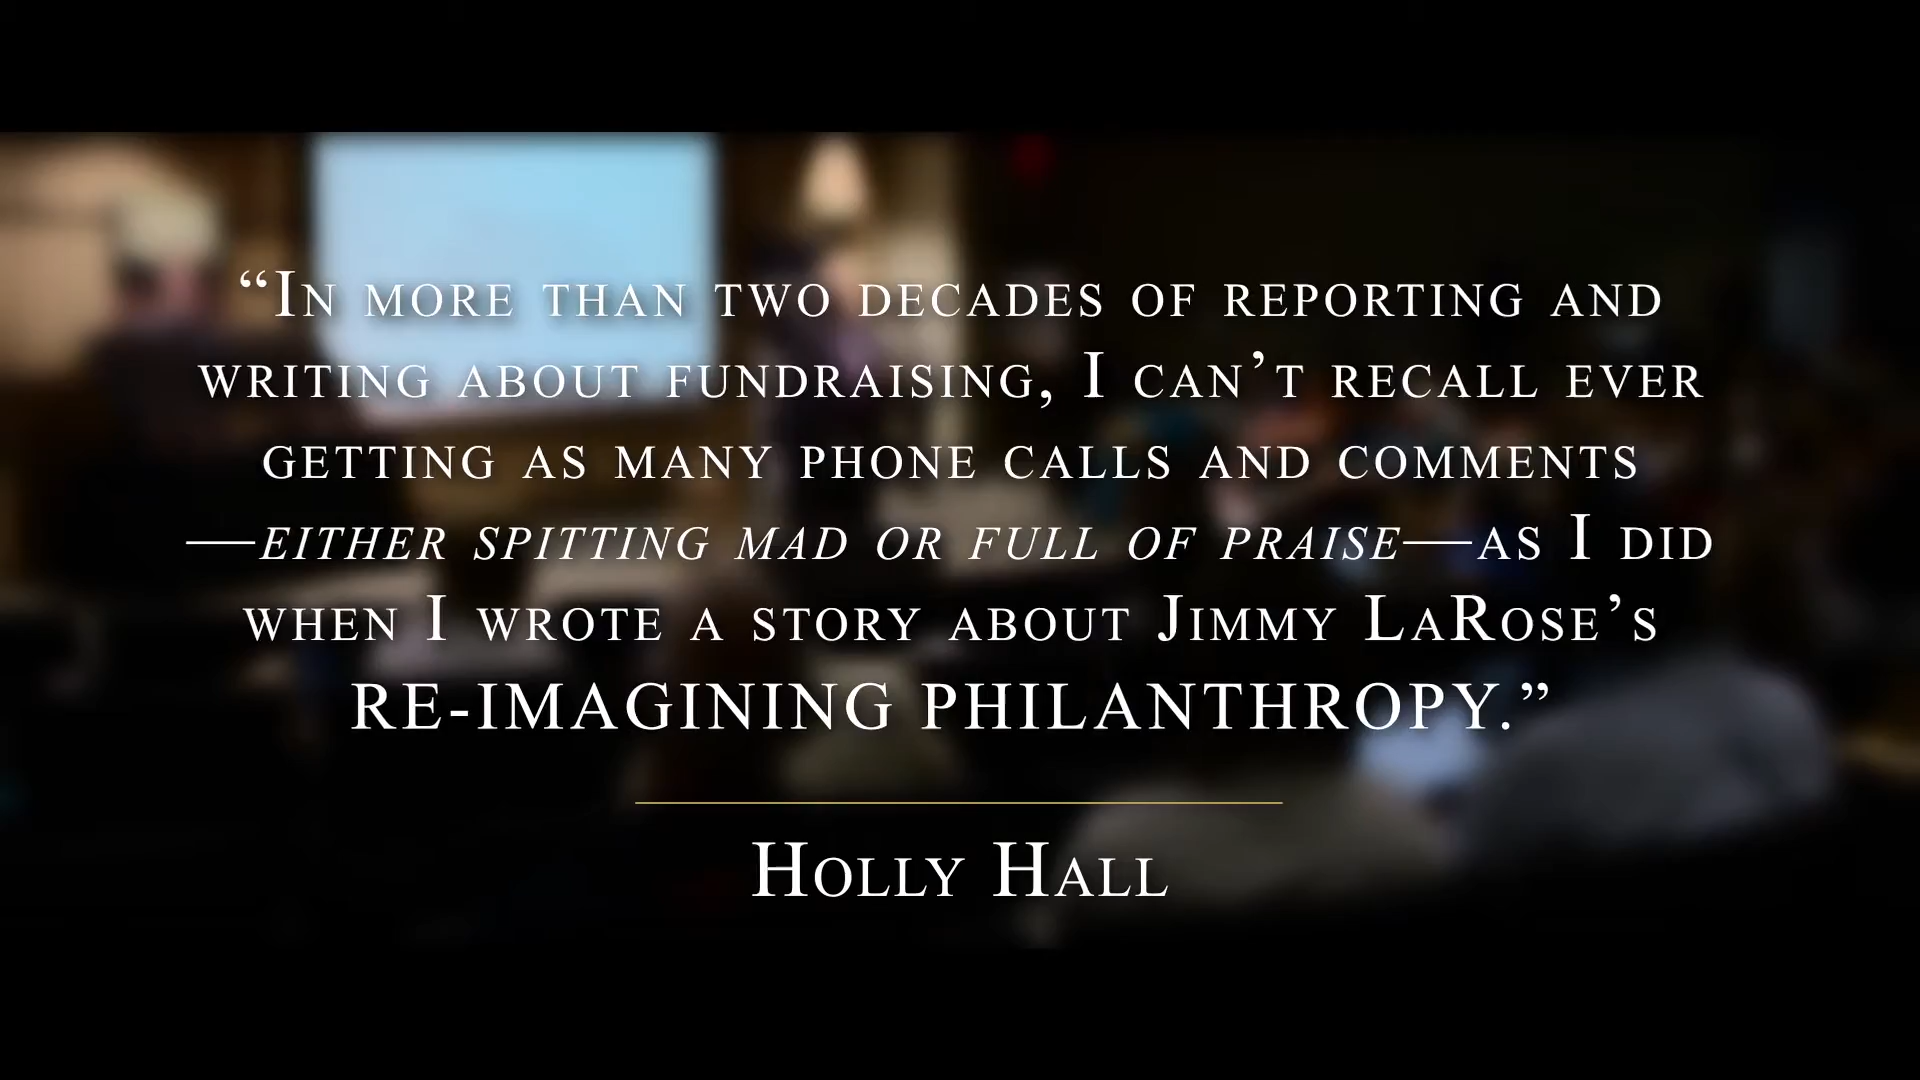 “In more than two decades of reporting and
writing about fundraising, I can’t recall ever
getting as many phone calls and comments
—either spitting mad or full of praise—as I did
when I wrote a story about Jimmy LaRose’s
RE-IMAGINING PHILANTHROPY.”
Holly Hall